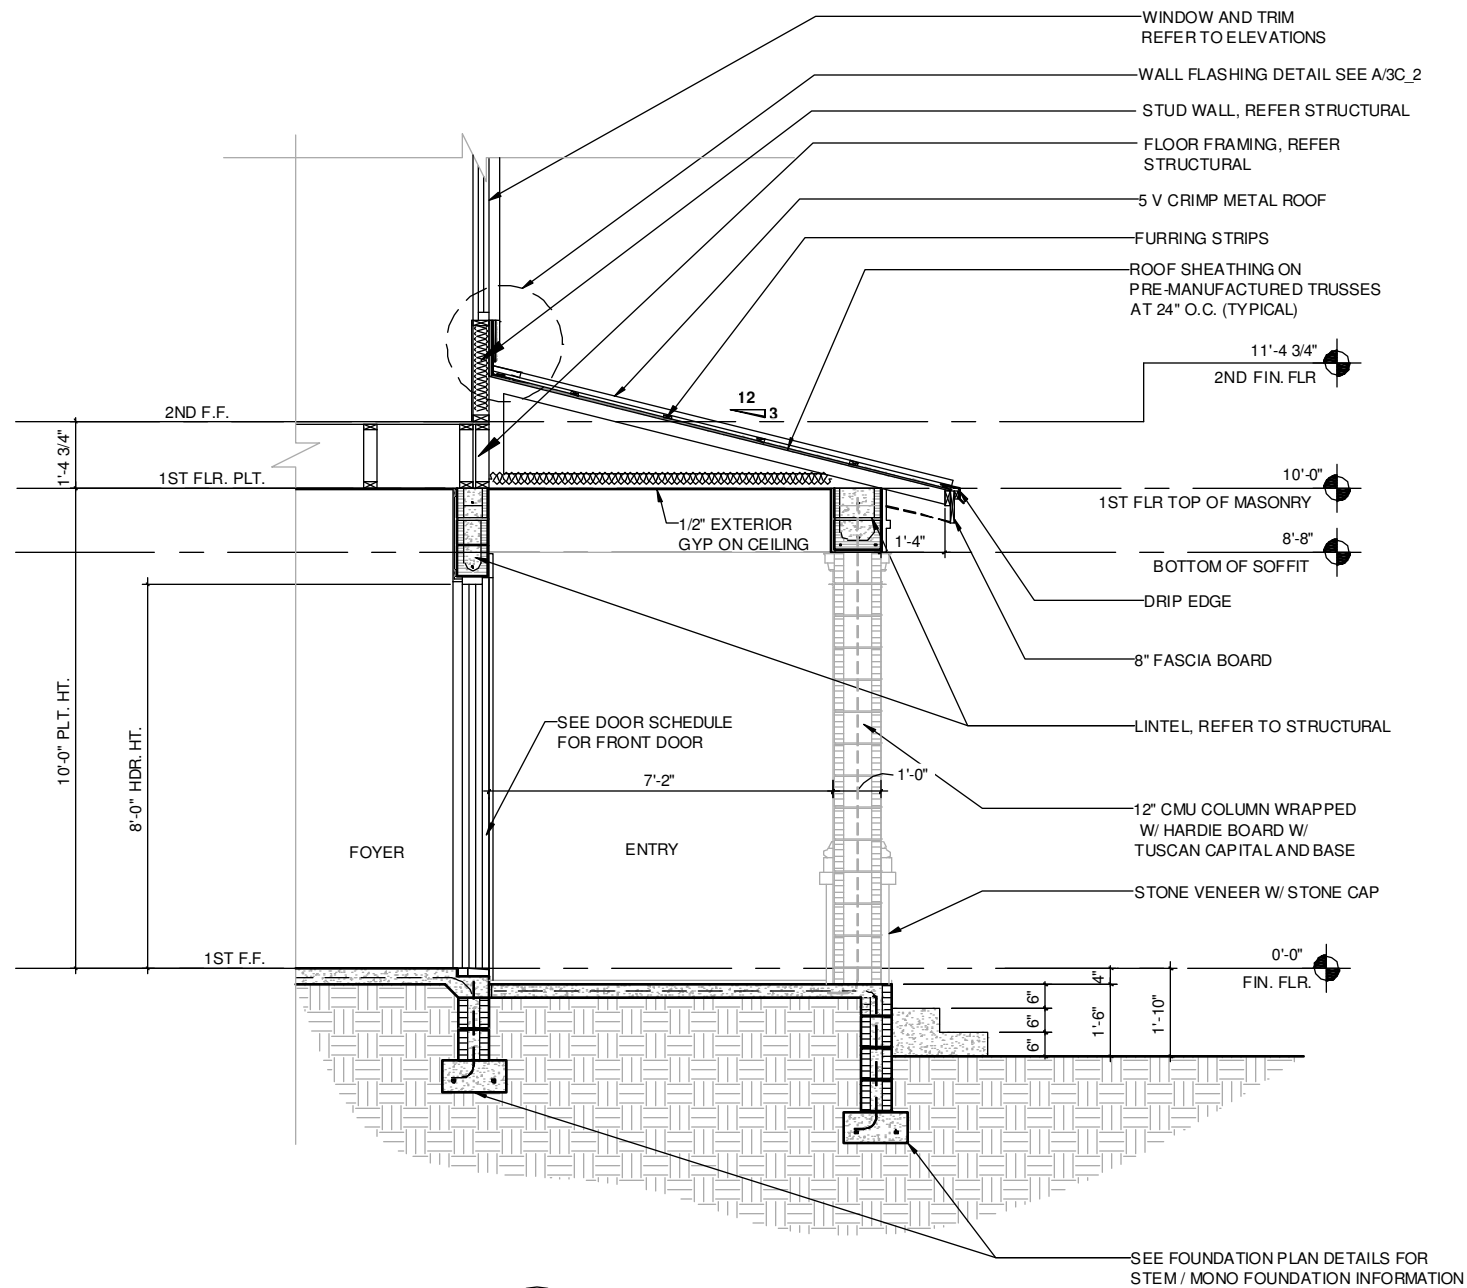 WINDOW AND TRIM
REFER TO ELEVATIONS
WALL FLASHING DETAIL SEE A/3C_2
STUD WALL, REFER STRUCTURAL
FLOOR FRAMING, REFER
STRUCTURAL
5 V CRIMP METAL ROOF
FURRING STRIPS
ROOF SHEATHING ON
PRE-MANUFACTURED TRUSSES
AT 24" O.C. (TYPICAL)
11'-4 3/4"
2ND FIN. FLR
12
3
2ND F.F.
1'-4 3/4"
1ST FLR. PLT.
10'-0"
1ST FLR TOP OF MASONRY
1/2" EXTERIOR
GYP ON CEILING
1'-4"
8'-8"
BOTTOM OF SOFFIT
DRIP EDGE
8" FASCIA BOARD
10'-0" PLT. HT.
8'-0" HDR. HT.
SEE DOOR SCHEDULE
FOR FRONT DOOR
LINTEL, REFER TO STRUCTURAL
7'-2"
1'-0"
12" CMU COLUMN WRAPPED
W/ HARDIE BOARD W/
TUSCAN CAPITAL AND BASE
FOYER
ENTRY
STONE VENEER W/ STONE CAP
1ST F.F.
0'-0"
FIN. FLR.
4"
6"
6"
6"
1'-6"
1'-10"
SEE FOUNDATION PLAN DETAILS FOR
STEM / MONO FOUNDATION INFORMATION